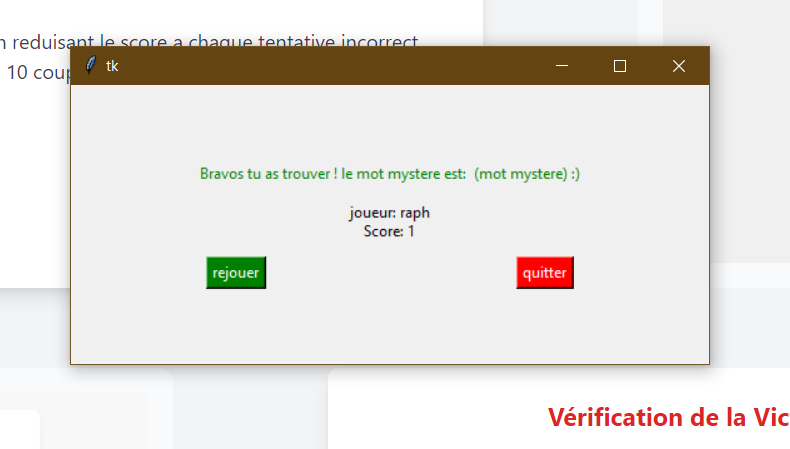 n reduisant le score a chaque tentative incorrect
10 coup
tk
Bravos tu as trouver ! le mot mystere est:  (mot mystere) :)
joueur: raph
Score: 1
rejouer
quitter
Vérification de la Vic